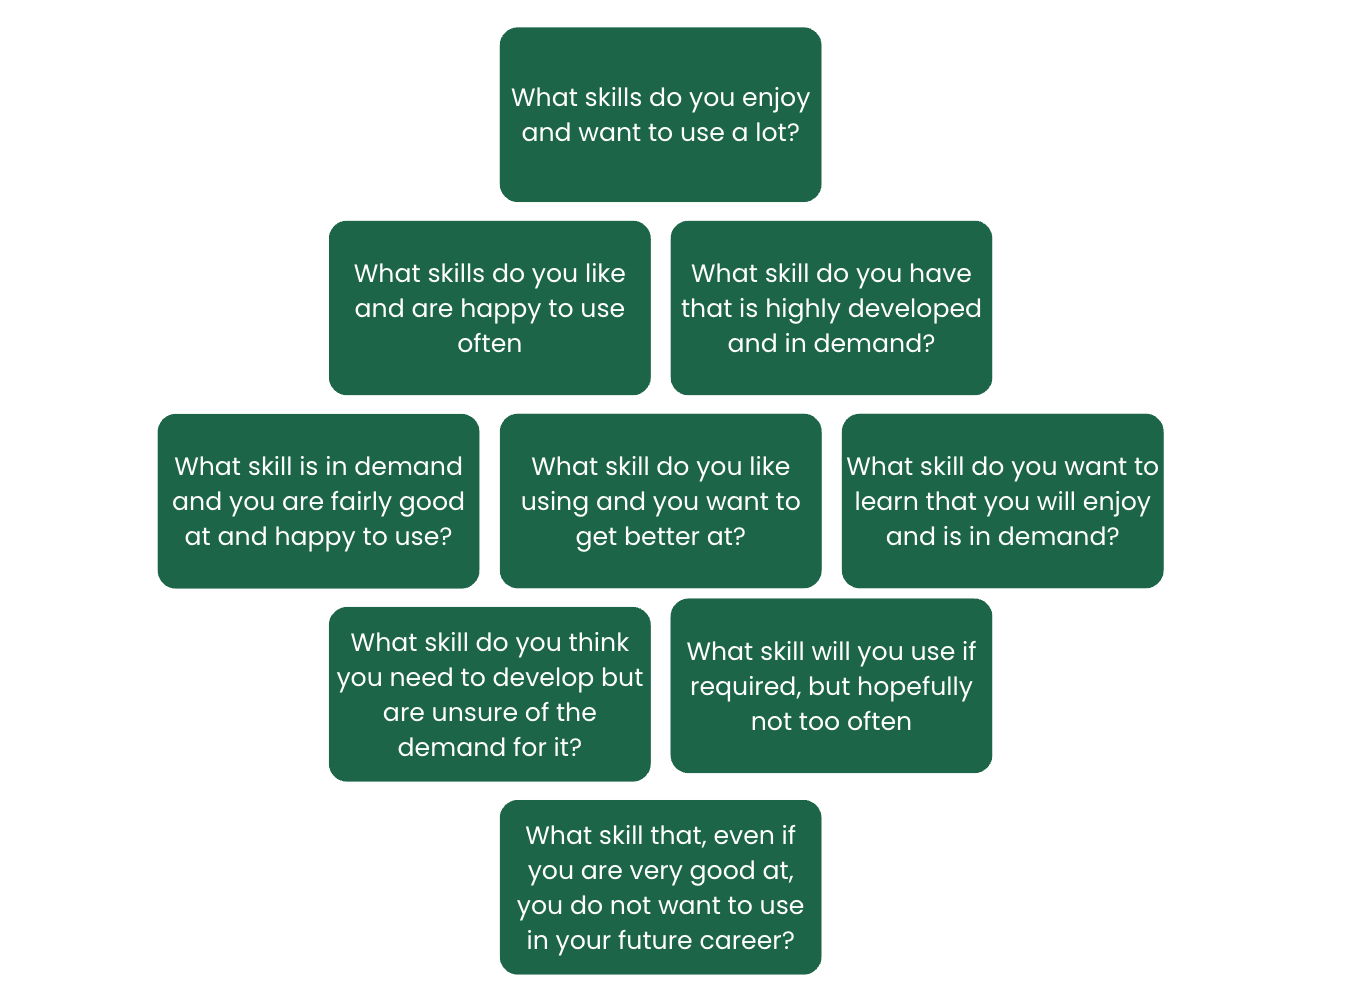 What skills do you enjoy
and want to use a lot?
What skills do you like
and are happy to use
often
What skill do you have
that is highly developed
and in demand?
What skill is in demand
and you are fairly good
at and happy to use?
What skill do you like
using and you want to
get better at?
What skill do you want to
learn that you will enjoy
and is in demand?
What skill do you think
you need to develop but
are unsure of the
demand for it?
What skill will you use if
required, but hopefully
not too often
What skill that, even if
you are very good at,
you do not want to use
in your future career?